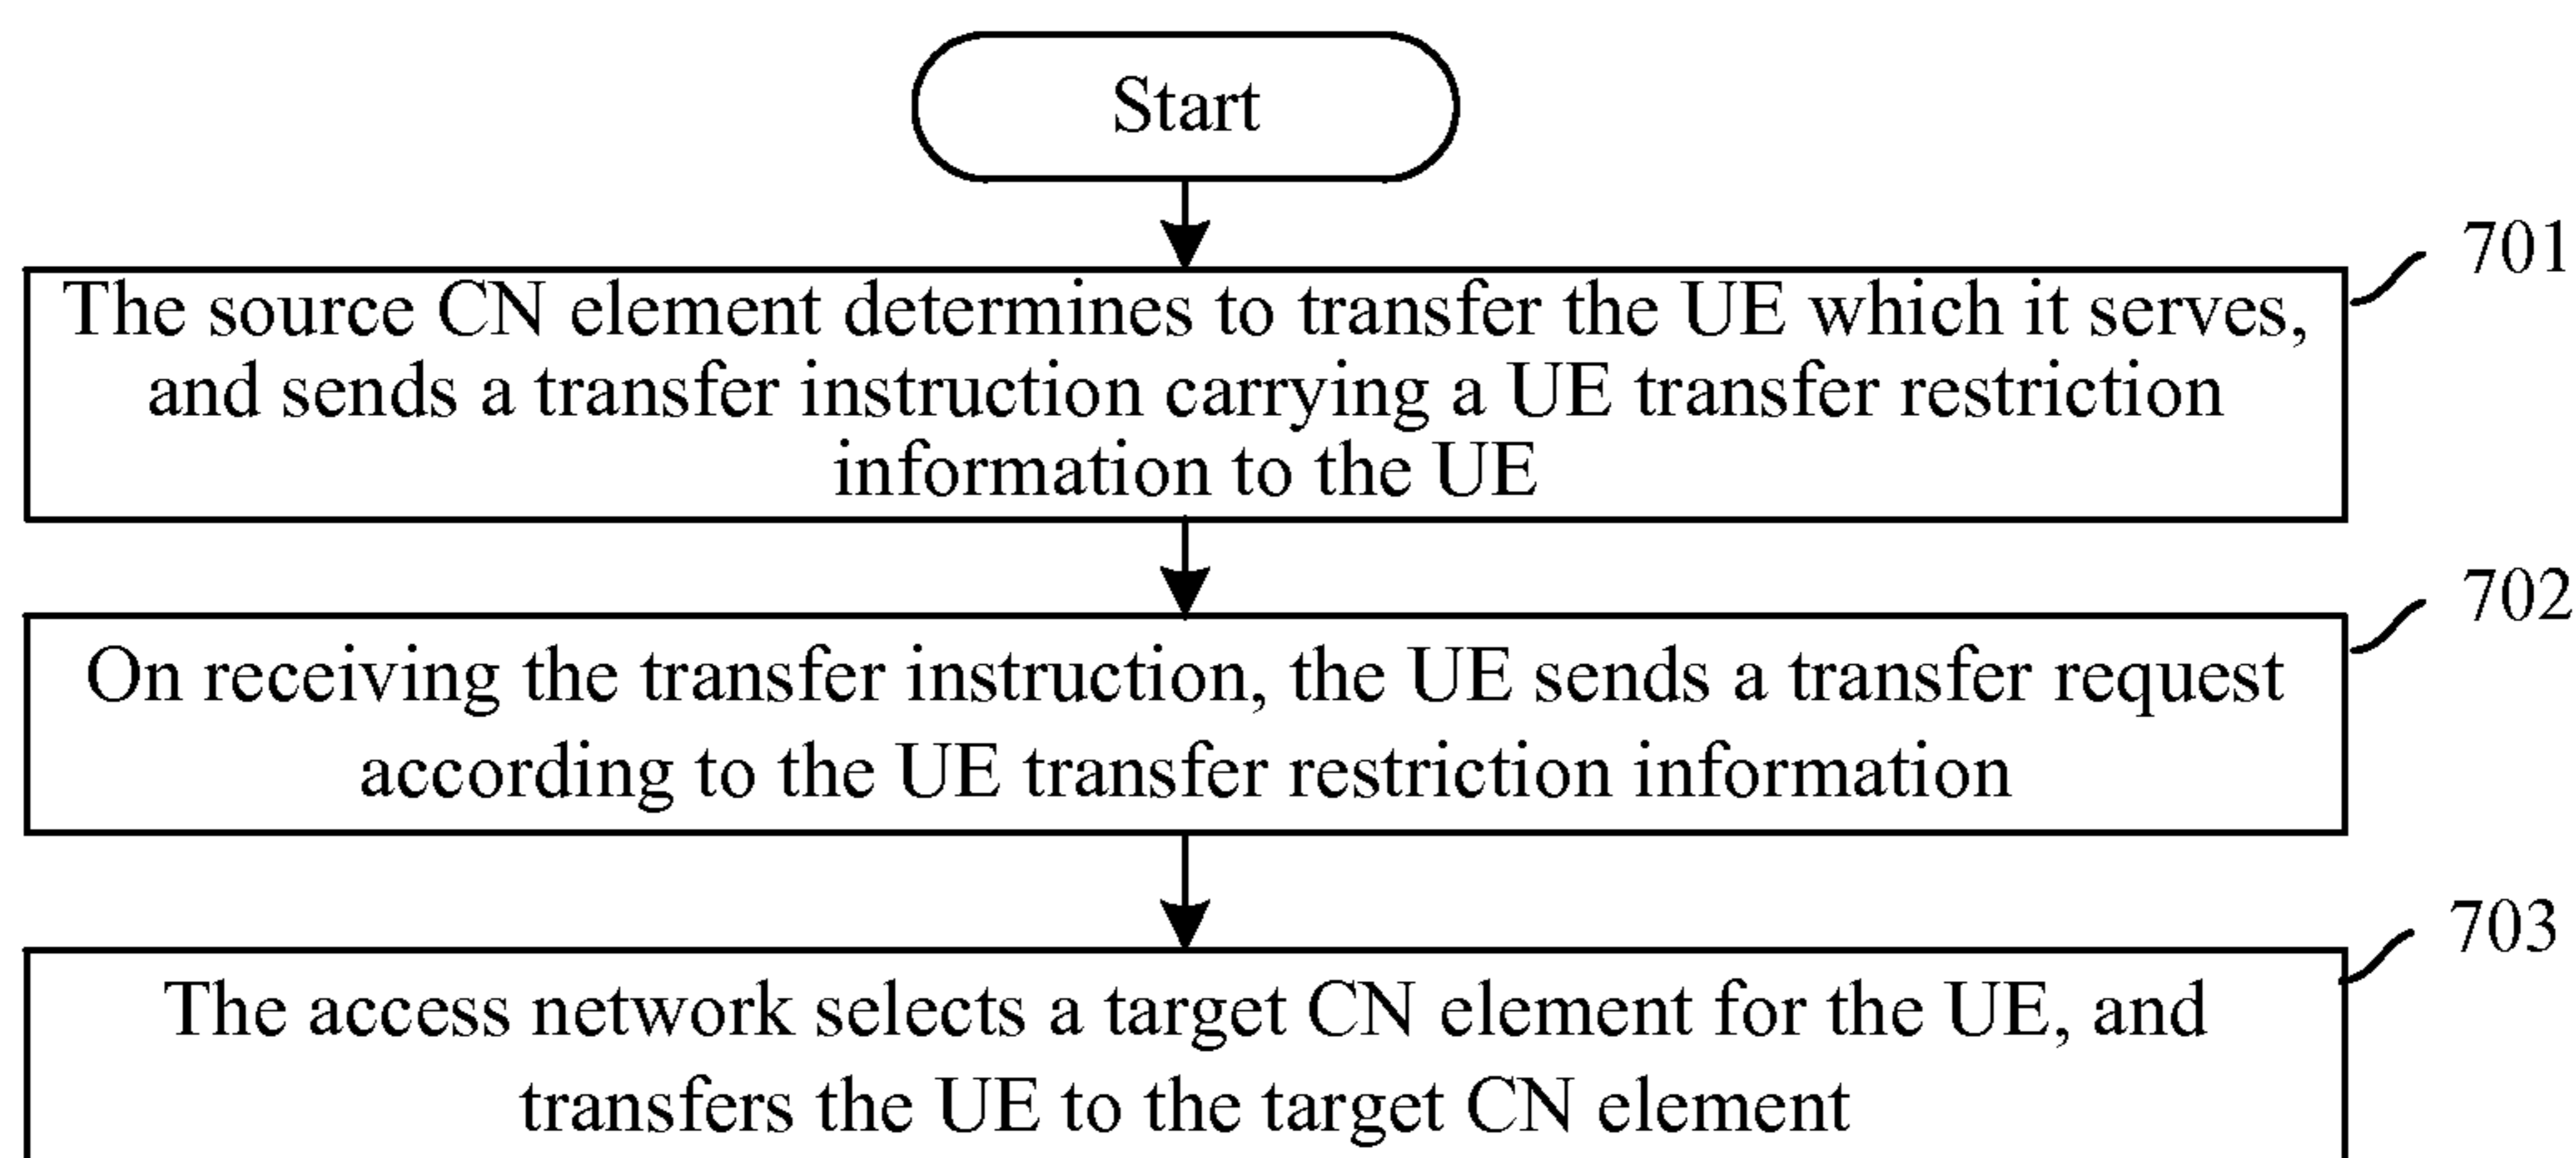 Start
701
The source CN element determines to transfer the UE which it serves,
and sends a transfer instruction carrying a UE transfer restriction
information to the UE
702
On receiving the transfer instruction, the UE sends a transfer request
according to the UE transfer restriction information
703
The access network selects a target CN element for the UE, and
transfers the UE to the target CN element